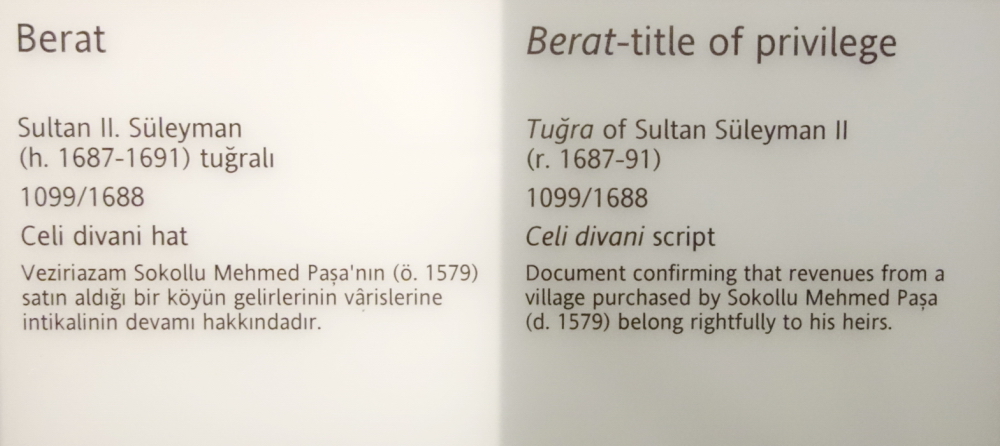 Berat
Sultan II. Süleyman
(h. 1687-1691) tuğralı
1099/1688
Celi divani hat
Veziriazam Sokollu Mehmed Paşa'nın (ö. 1579)
satın aldığı bir köyün gelirlerinin vârislerine
intikalinin devamı hakkındadır.
Berat-title of privilege
Tuğra of Sultan Süleyman II
(r. 1687-91)
1099/1688
Celi divani script
Document confirming that revenues from a
village purchased by Sokollu Mehmed Paşa
(d. 1579) belong rightfully to his heirs.